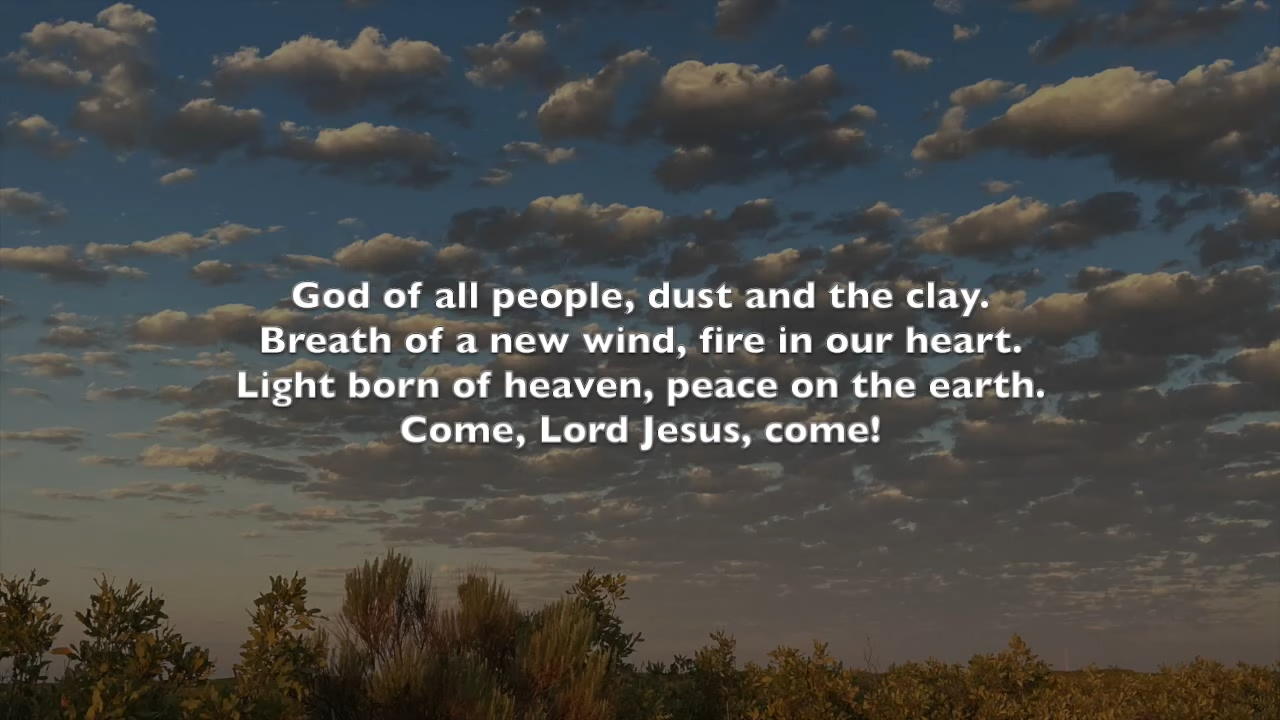 God of all people, dust and the clay.
Breath of a new wind, fire in our heart.
Light born of heaven, peace on the earth.
Come, Lord Jesus, come!